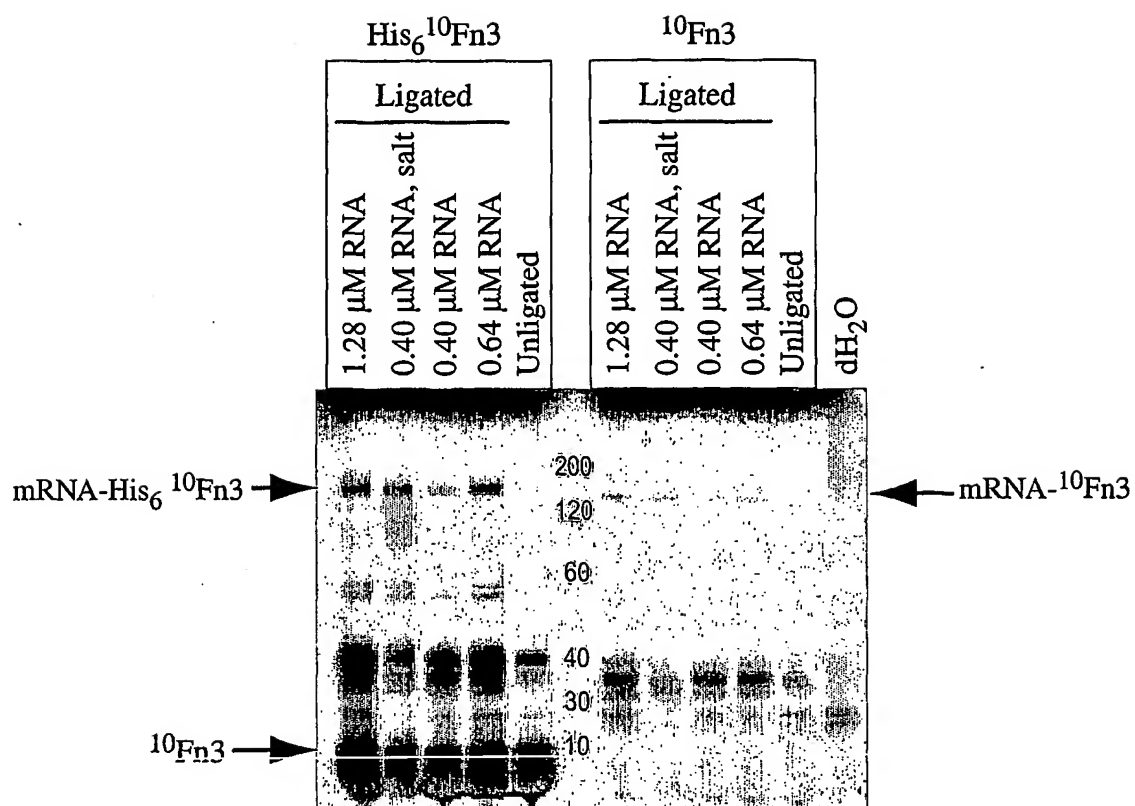 His₆¹⁰Fn3
¹⁰Fn3
Ligated
Ligated
1.28 µM RNA
0.40 µM RNA, salt
0.40 µM RNA
0.64 µM RNA
Unligated
1.28 µM RNA
0.40 µM RNA, salt
0.40 µM RNA
0.64 µM RNA
Unligated
dH₂O
mRNA-His₆ ¹⁰Fn3
200
120
60
40
30
10
mRNA-¹⁰Fn3
¹⁰Fn3